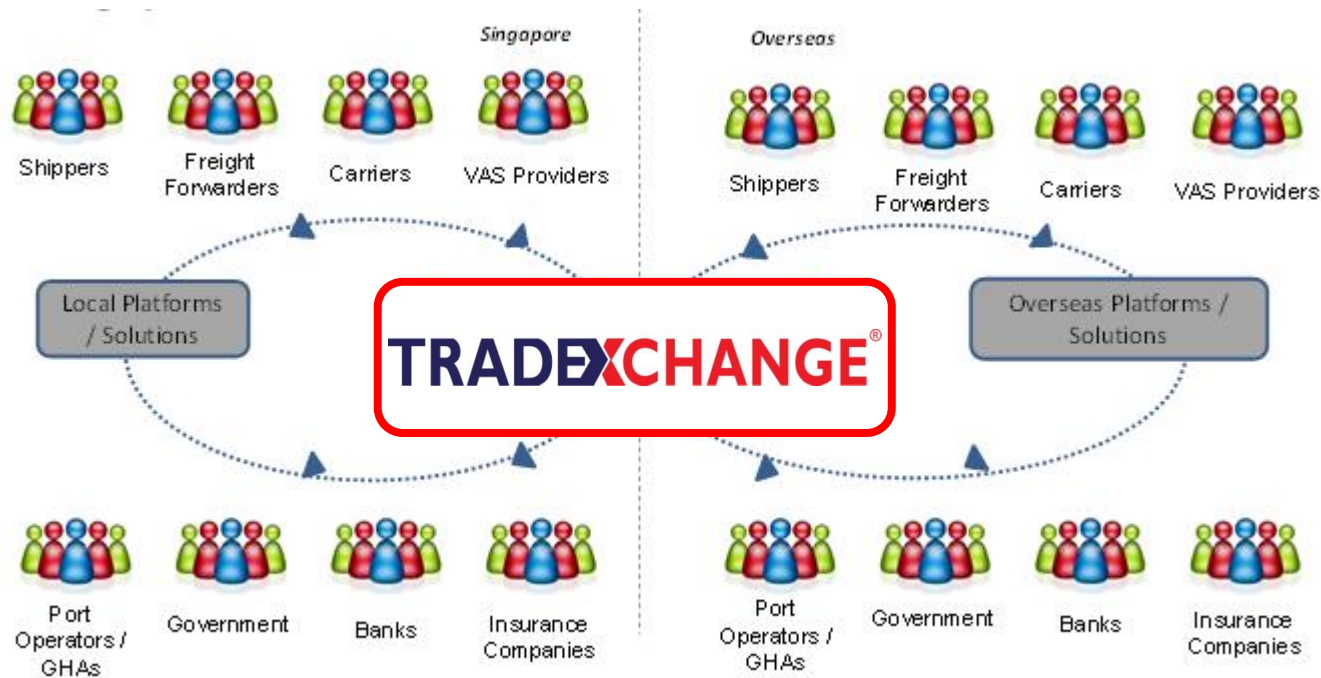 Singapore
Overseas
Shippers
Freight
Forwarders
Carriers
VAS Providers
Shippers
Freight
Forwarders
Carriers
VAS Providers
Local Platforms
/ Solutions
TRADEXCHANGE®
Overseas Platforms /
Solutions
Port
Operators /
GHAs
Government
Banks
Insurance
Companies
Port
Operators /
GHAs
Government
Banks
Insurance
Companies